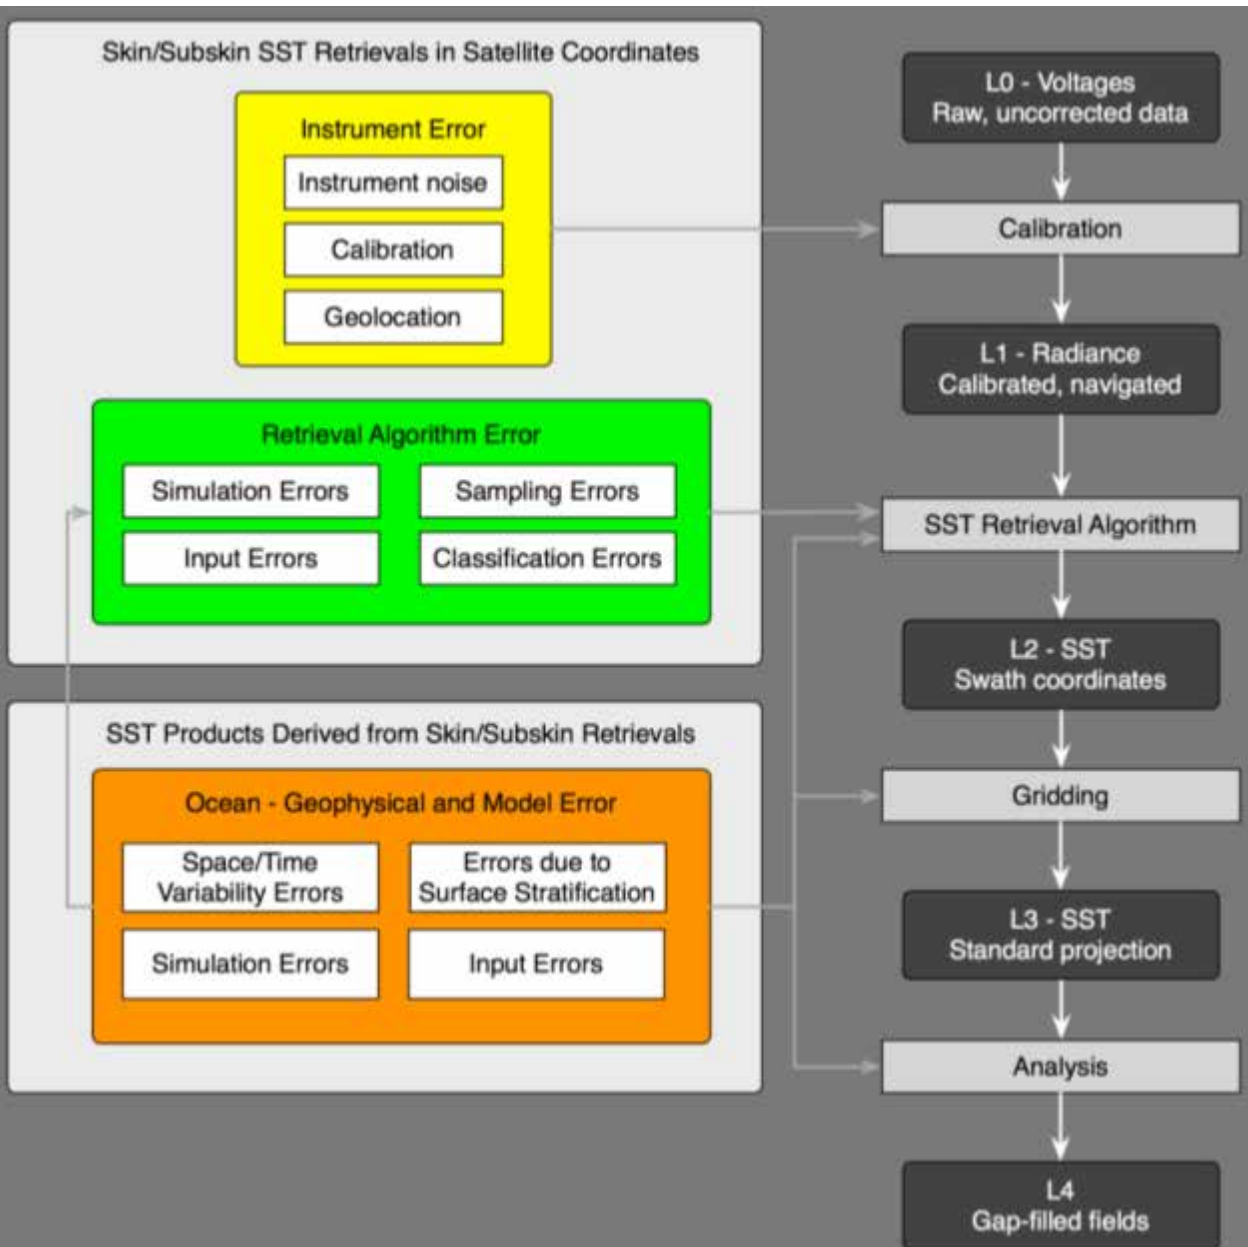 Skin/Subskin SST Retrievals in Satellite Coordinates
Instrument Error
Instrument noise
Calibration
Geolocation
Retrieval Algorithm Error
Simulation Errors
Sampling Errors
Input Errors
Classification Errors
SST Products Derived from Skin/Subskin Retrievals
Ocean - Geophysical and Model Error
Space/Time
Variability Errors
Errors due to
Surface Stratification
Simulation Errors
Input Errors
L0 - Voltages
Raw, uncorrected data
Calibration
L1 - Radiance
Calibrated, navigated
SST Retrieval Algorithm
L2 - SST
Swath coordinates
Gridding
L3 - SST
Standard projection
Analysis
L4
Gap-filled fields